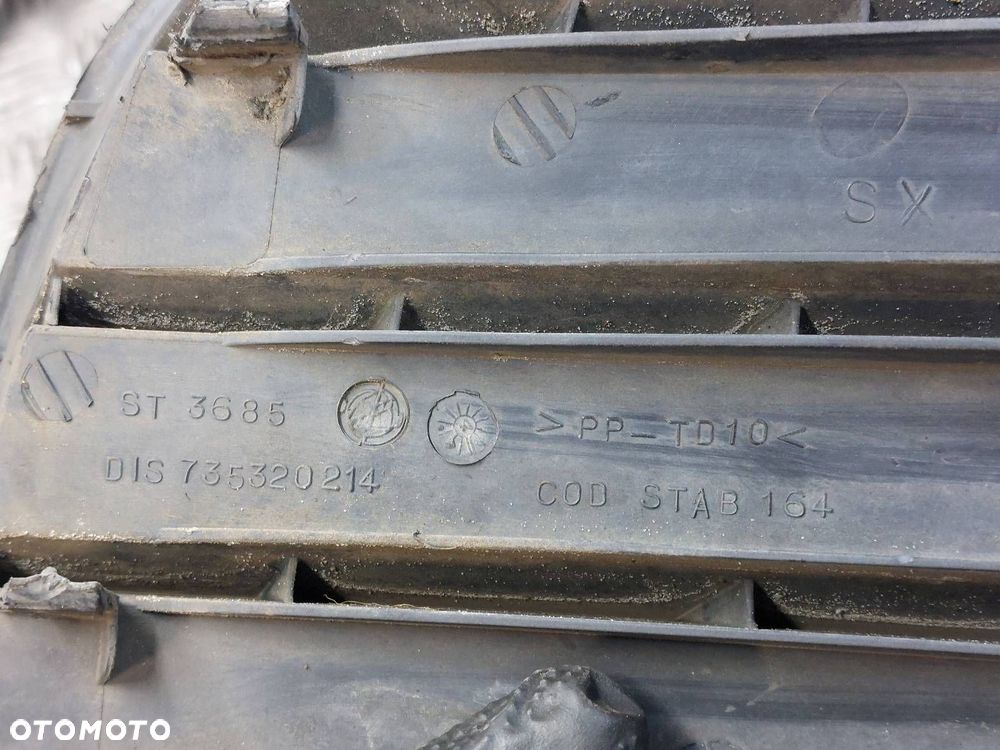 SX
ST 3685
>PP-TD10<
DIS 735320214
COD STAB 164
OTOMOTO